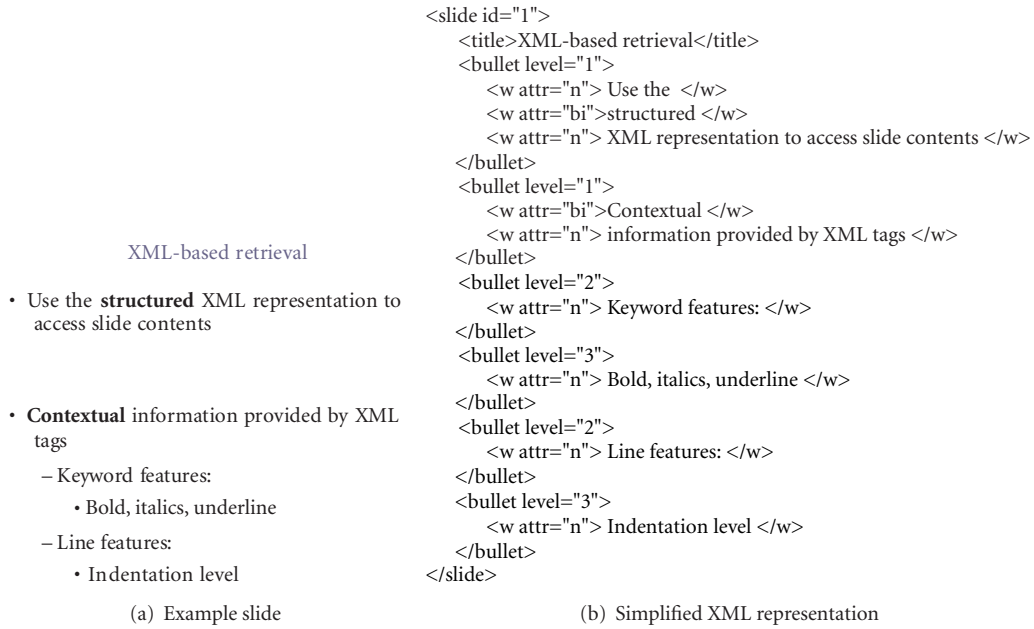 XML-based retrieval
• Use the structured XML representation to
access slide contents
• Contextual information provided by XML
tags
– Keyword features:
• Bold, italics, underline
– Line features:
• Indentation level
(a) Example slide
<slide id="1">
<title>XML-based retrieval</title>
<bullet level="1">
<w attr="n"> Use the </w>
<w attr="bi">structured </w>
<w attr="n"> XML representation to access slide contents </w>
</bullet>
<bullet level="1">
<w attr="bi">Contextual </w>
<w attr="n"> information provided by XML tags </w>
</bullet>
<bullet level="2">
<w attr="n"> Keyword features: </w>
</bullet>
<bullet level="3">
<w attr="n"> Bold, italics, underline </w>
</bullet>
<bullet level="2">
<w attr="n"> Line features: </w>
</bullet>
<bullet level="3">
<w attr="n"> Indentation level </w>
</bullet>
</slide>
(b) Simplified XML representation